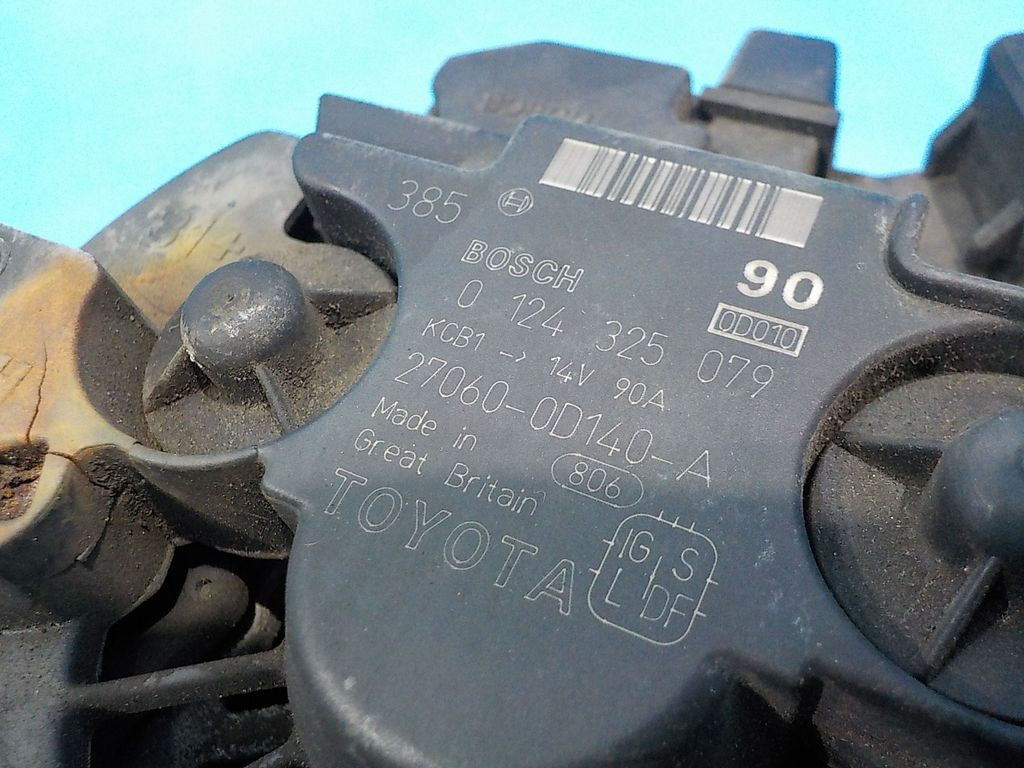 385
BOSCH
90
0D010
0 124 325 079
KCB1 -> 14V 90A
27060-0D140-A
Made in
Great Britain
806
TOYOTA
IG S
L DF